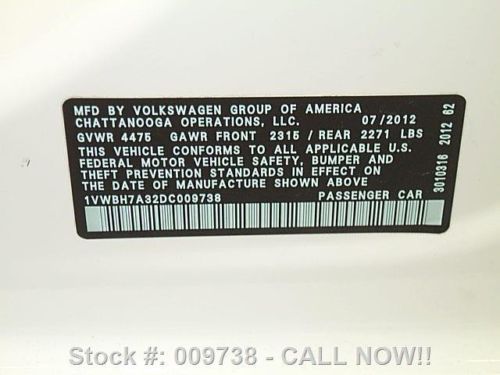 MFD BY VOLKSWAGEN GROUP OF AMERICA
CHATTANOOGA OPERATIONS, LLC. 07/2012
GVWR 4475 GAWR FRONT 2315 / REAR 2271 LBS
THIS VEHICLE CONFORMS TO ALL APPLICABLE U.S.
FEDERAL MOTOR VEHICLE SAFETY, BUMPER AND
THEFT PREVENTION STANDARDS IN EFFECT ON THE
DATE OF MANUFACTURE SHOWN ABOVE.
1VWBH7A32DC009738 PASSENGER CAR
3010316 2012 62
Stock #: 009738 - CALL NOW!!